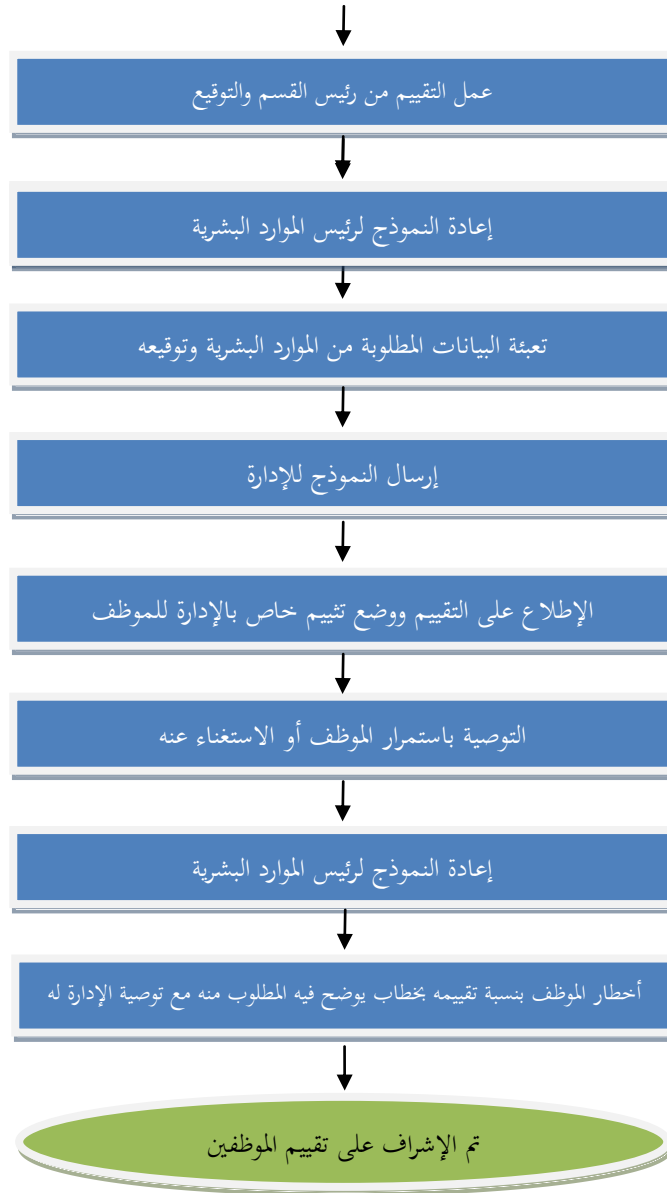 عمل التقييم من رئيس القسم والتوقيع
إعادة النموذج لرئيس الموارد البشرية
تعبئة البيانات المطلوبة من الموارد البشرية وتوقيعه
إرسال النموذج للإدارة
الإطلاع على التقييم ووضع تثييم خاص بالإدارة للموظف
التوصية باستمرار الموظف أو الاستغناء عنه
إعادة النموذج لرئيس الموارد البشرية
أخطار الموظف بنسبة تقييمه بخطاب يوضح فيه المطلوب منه مع توصية الإدارة له
تم الإشراف على تقييم الموظفين